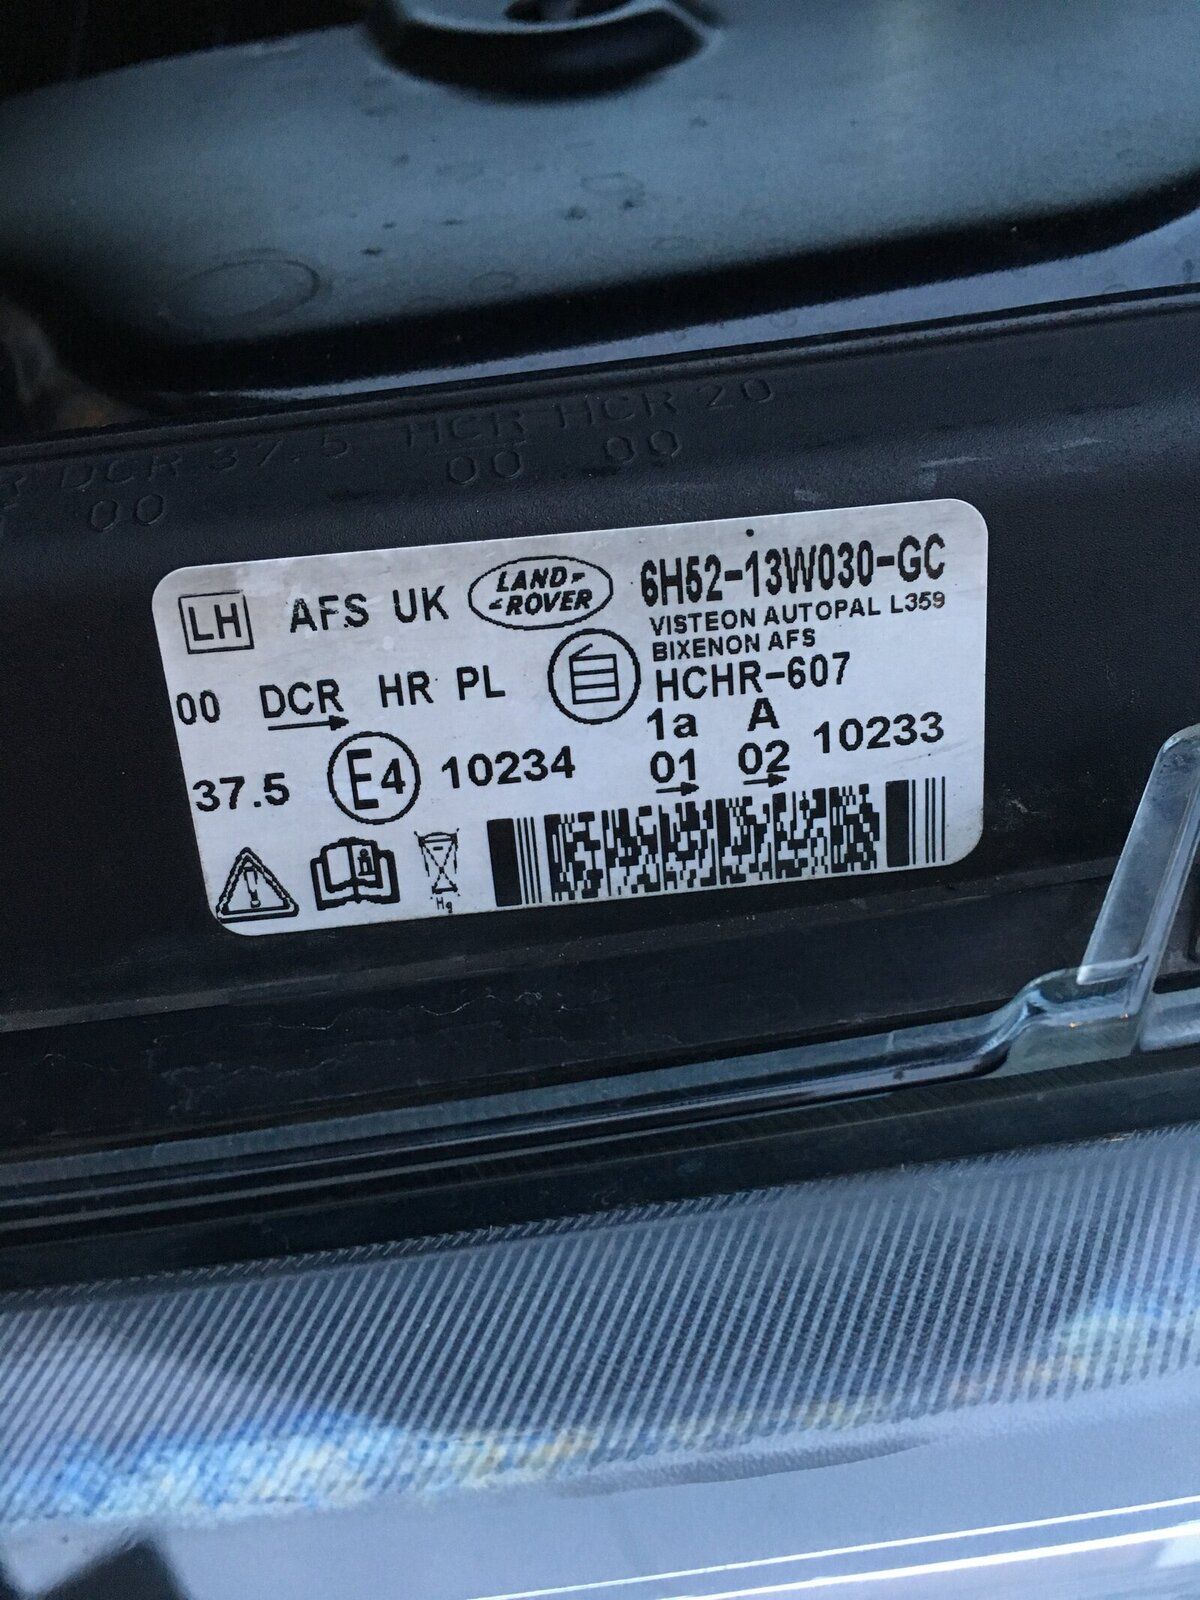 DCR 37.5 HCR HCR 20
00 00 00
LH AFS UK LAND-ROVER 6H52-13W030-GC
VISTEON AUTOPAL L359
BIXENON AFS
00 DCR HR PL HCHR-607
1a A
37.5 E4 10234 01 02 10233
Hg